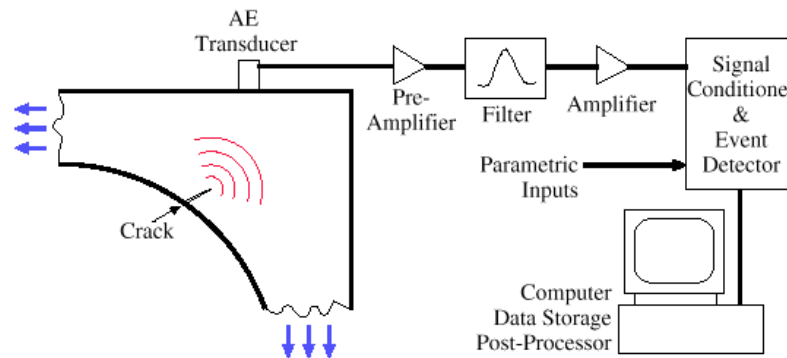 AE
Transducer
Pre-
Amplifier
Filter
Amplifier
Signal
Conditione
&
Event
Detector
Parametric
Inputs
Crack
Computer
Data Storage
Post-Processor